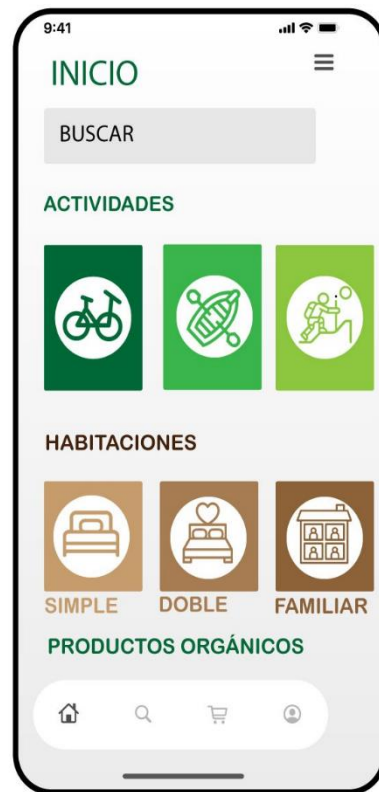 9:41
INICIO
BUSCAR
ACTIVIDADES
HABITACIONES
SIMPLE DOBLE FAMILIAR
PRODUCTOS ORGÁNICOS